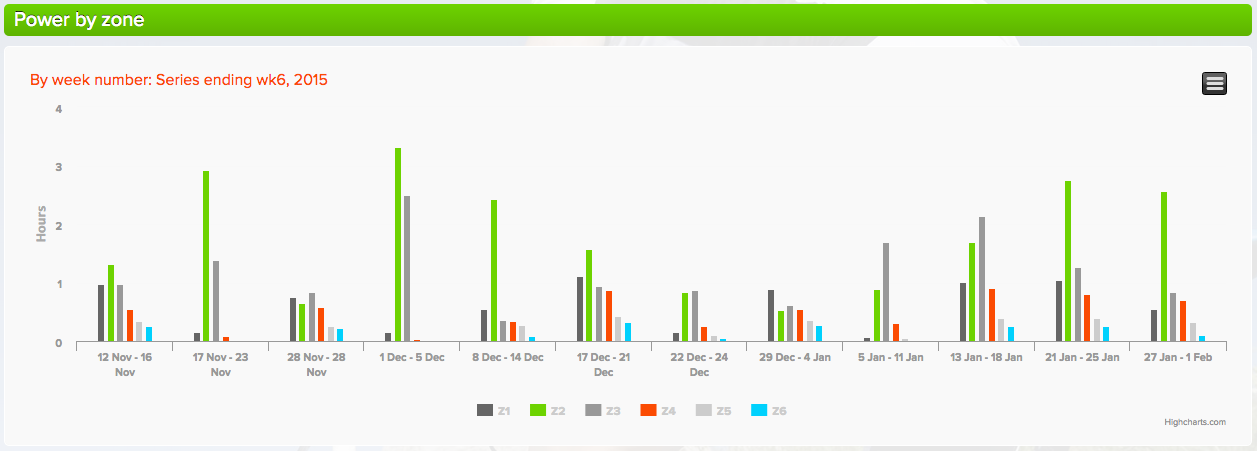 Power by zone
By week number: Series ending wk6, 2015
4
3
2
1
0
Hours
12 Nov - 16
Nov
17 Nov - 23
Nov
28 Nov - 28
Nov
1 Dec - 5 Dec
8 Dec - 14 Dec
17 Dec - 21
Dec
22 Dec - 24
Dec
29 Dec - 4 Jan
5 Jan - 11 Jan
13 Jan - 18 Jan
21 Jan - 25 Jan
27 Jan - 1 Feb
Z1 Z2 Z3 Z4 Z5 Z6
Highcharts.com